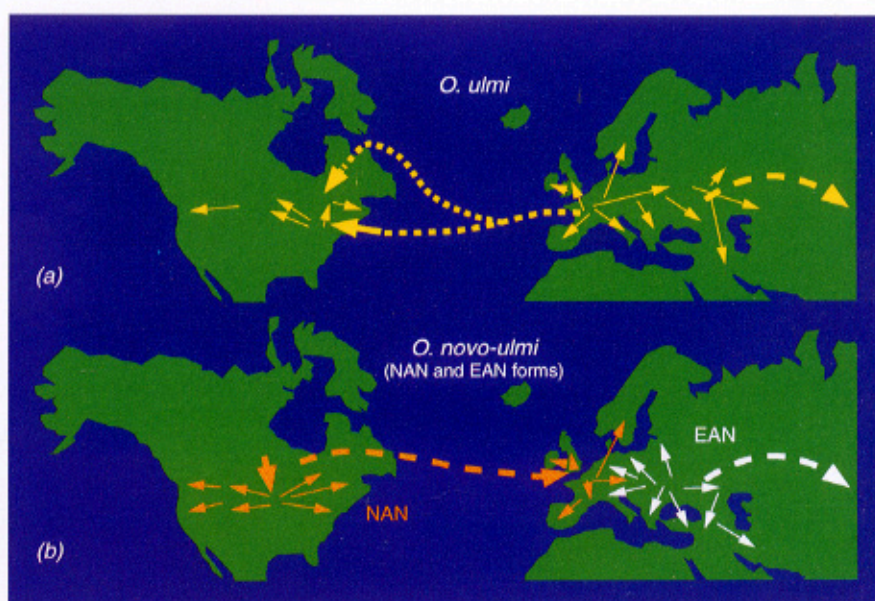 O. ulmi
(a)
O. novo-ulmi
(NAN and EAN forms)
EAN
NAN
(b)